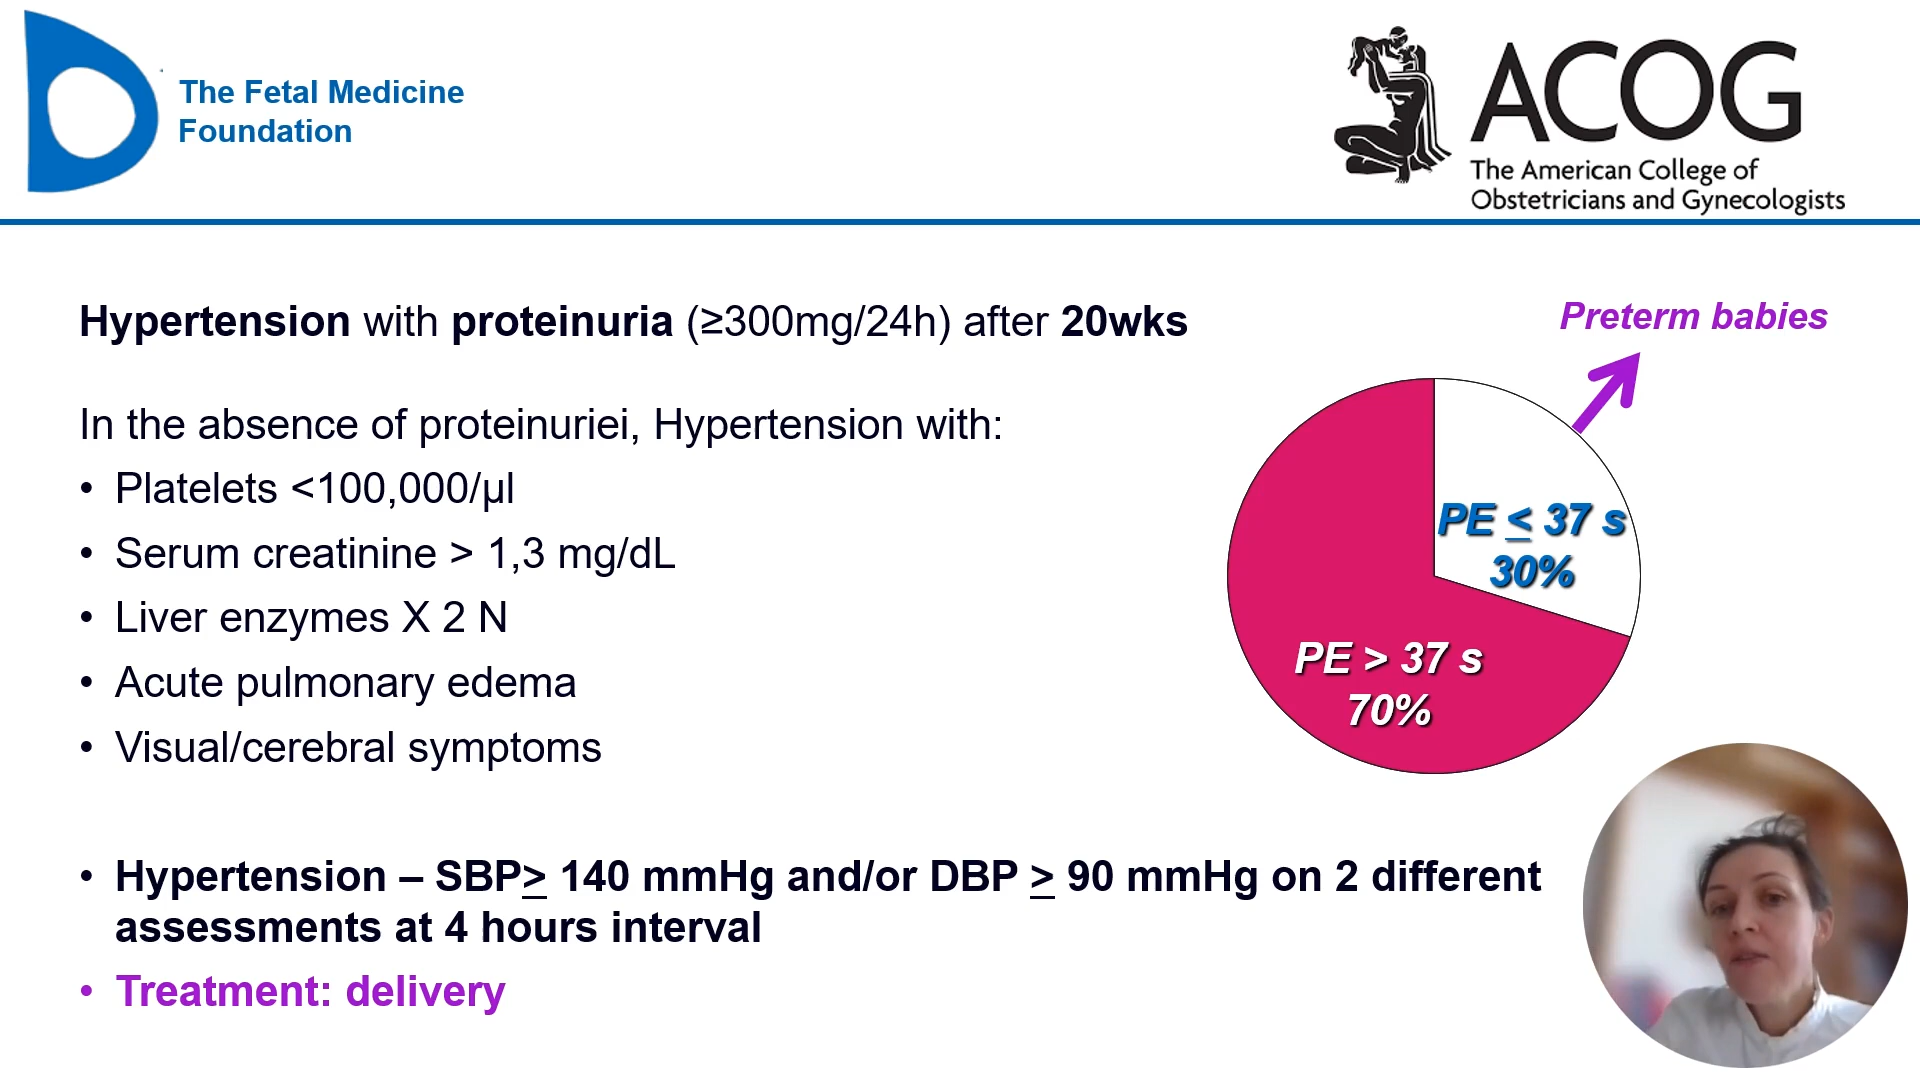 The Fetal Medicine
Foundation
ACOG
The American College of
Obstetricians and Gynecologists
Hypertension with proteinuria (≥300mg/24h) after 20wks
In the absence of proteinuriei, Hypertension with:
• Platelets <100,000/µl
• Serum creatinine > 1,3 mg/dL
• Liver enzymes X 2 N
• Acute pulmonary edema
• Visual/cerebral symptoms
• Hypertension – SBP≥ 140 mmHg and/or DBP ≥ 90 mmHg on 2 different
assessments at 4 hours interval
• Treatment: delivery
Preterm babies
PE ≤ 37 s
30%
PE > 37 s
70%